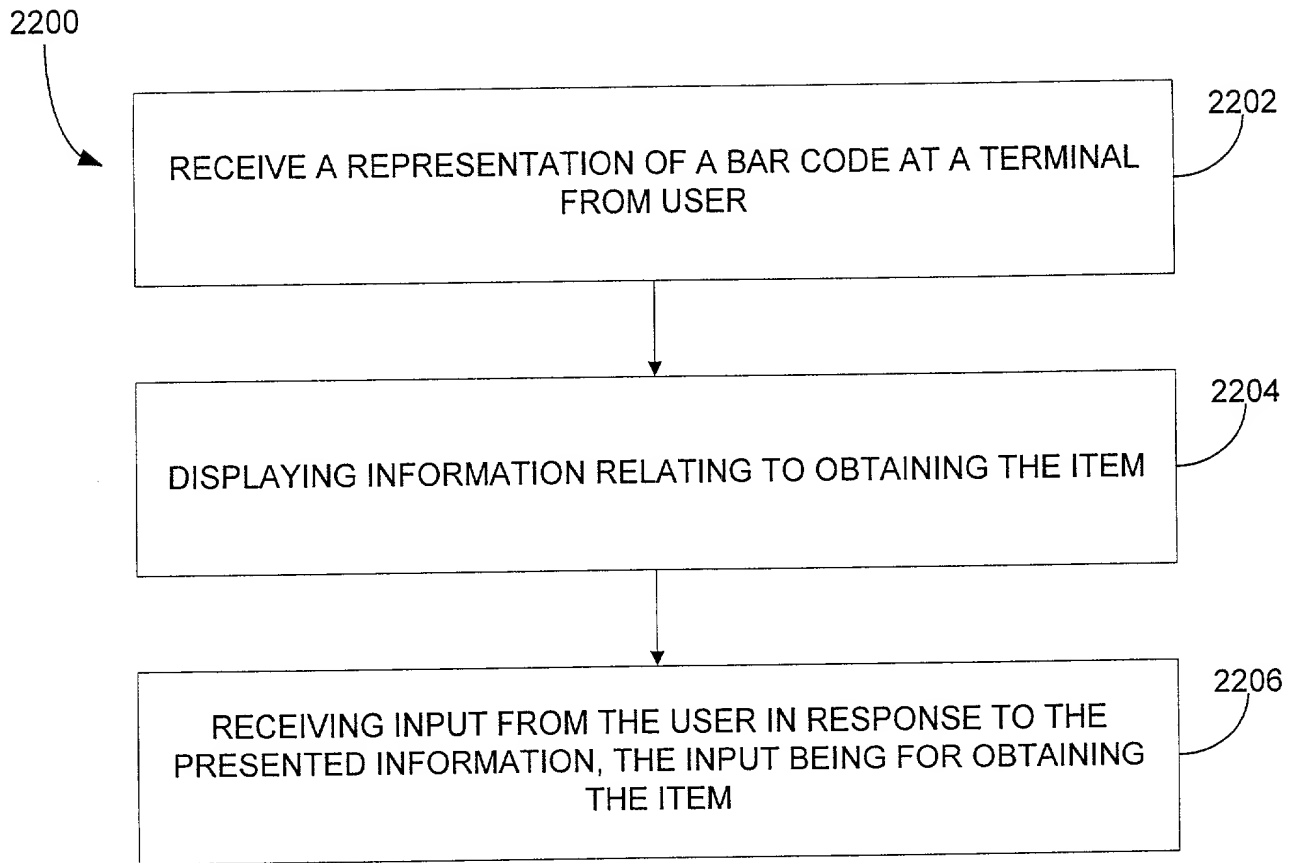 2200
2202
RECEIVE A REPRESENTATION OF A BAR CODE AT A TERMINAL
FROM USER
2204
DISPLAYING INFORMATION RELATING TO OBTAINING THE ITEM
2206
RECEIVING INPUT FROM THE USER IN RESPONSE TO THE
PRESENTED INFORMATION, THE INPUT BEING FOR OBTAINING
THE ITEM